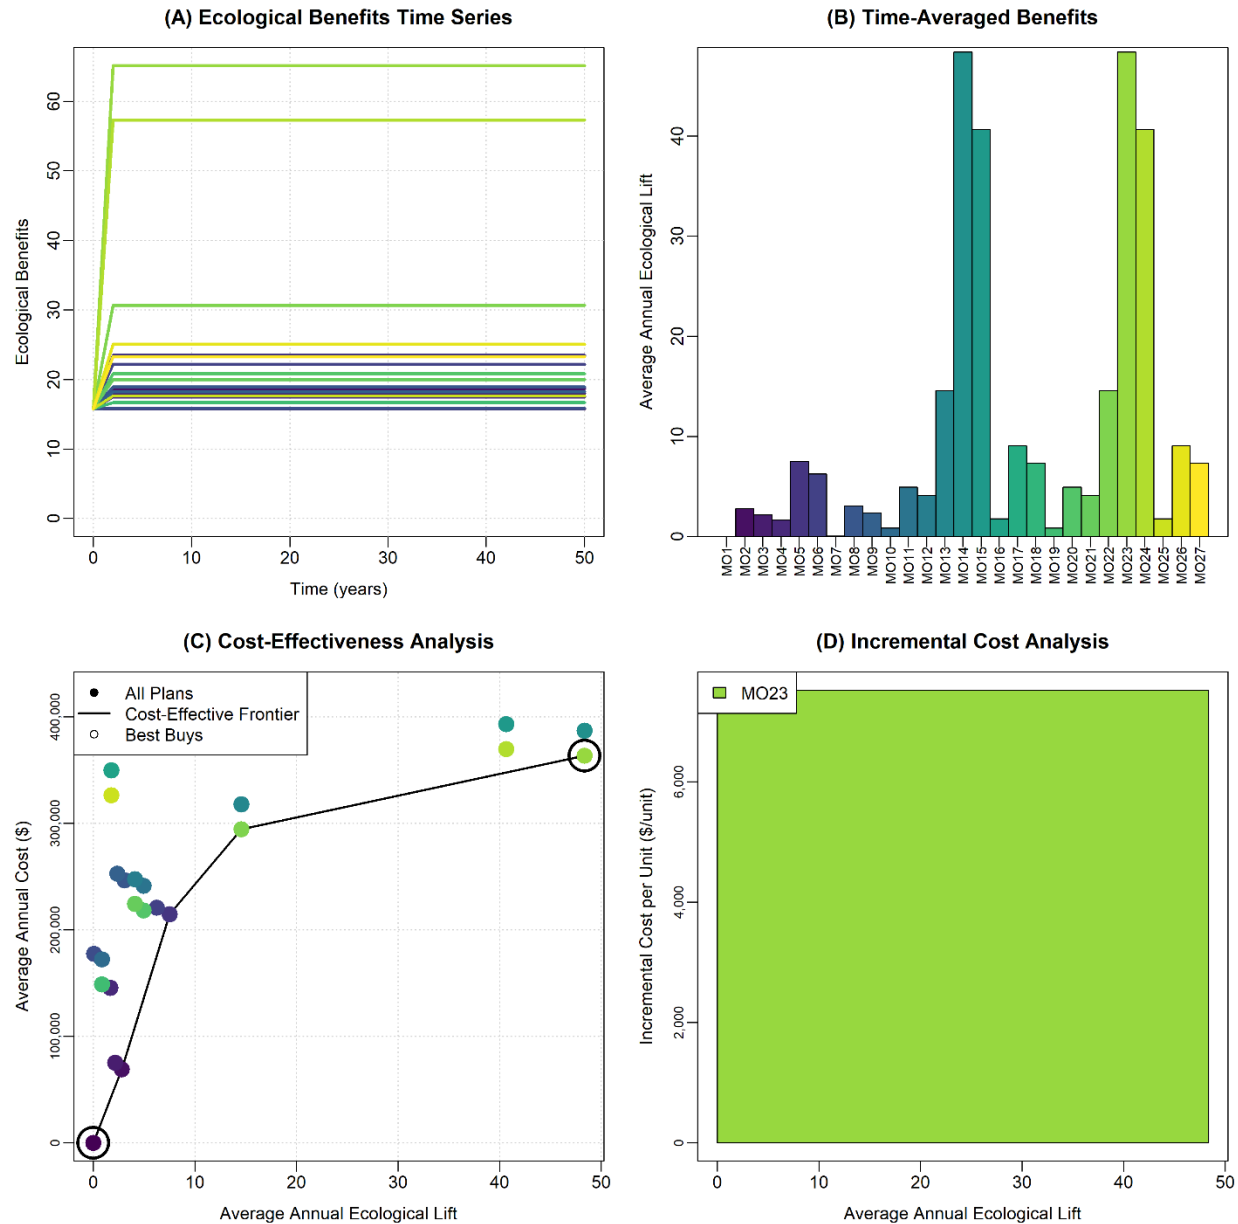 (A) Ecological Benefits Time Series
Ecological Benefits
60
50
40
30
20
10
0
0 10 20 30 40 50
Time (years)
(B) Time-Averaged Benefits
Average Annual Ecological Lift
40
30
20
10
0
MO1 MO2 MO3 MO4 MO5 MO6 MO7 MO8 MO9 MO10 MO11 MO12 MO13 MO14 MO15 MO16 MO17 MO18 MO19 MO20 MO21 MO22 MO23 MO24 MO25 MO26 MO27
(C) Cost-Effectiveness Analysis
All Plans
Cost-Effective Frontier
Best Buys
Average Annual Cost ($)
400,000
300,000
200,000
100,000
0
0 10 20 30 40 50
Average Annual Ecological Lift
(D) Incremental Cost Analysis
MO23
Incremental Cost per Unit ($/unit)
6,000
4,000
2,000
0
0 10 20 30 40 50
Average Annual Ecological Lift